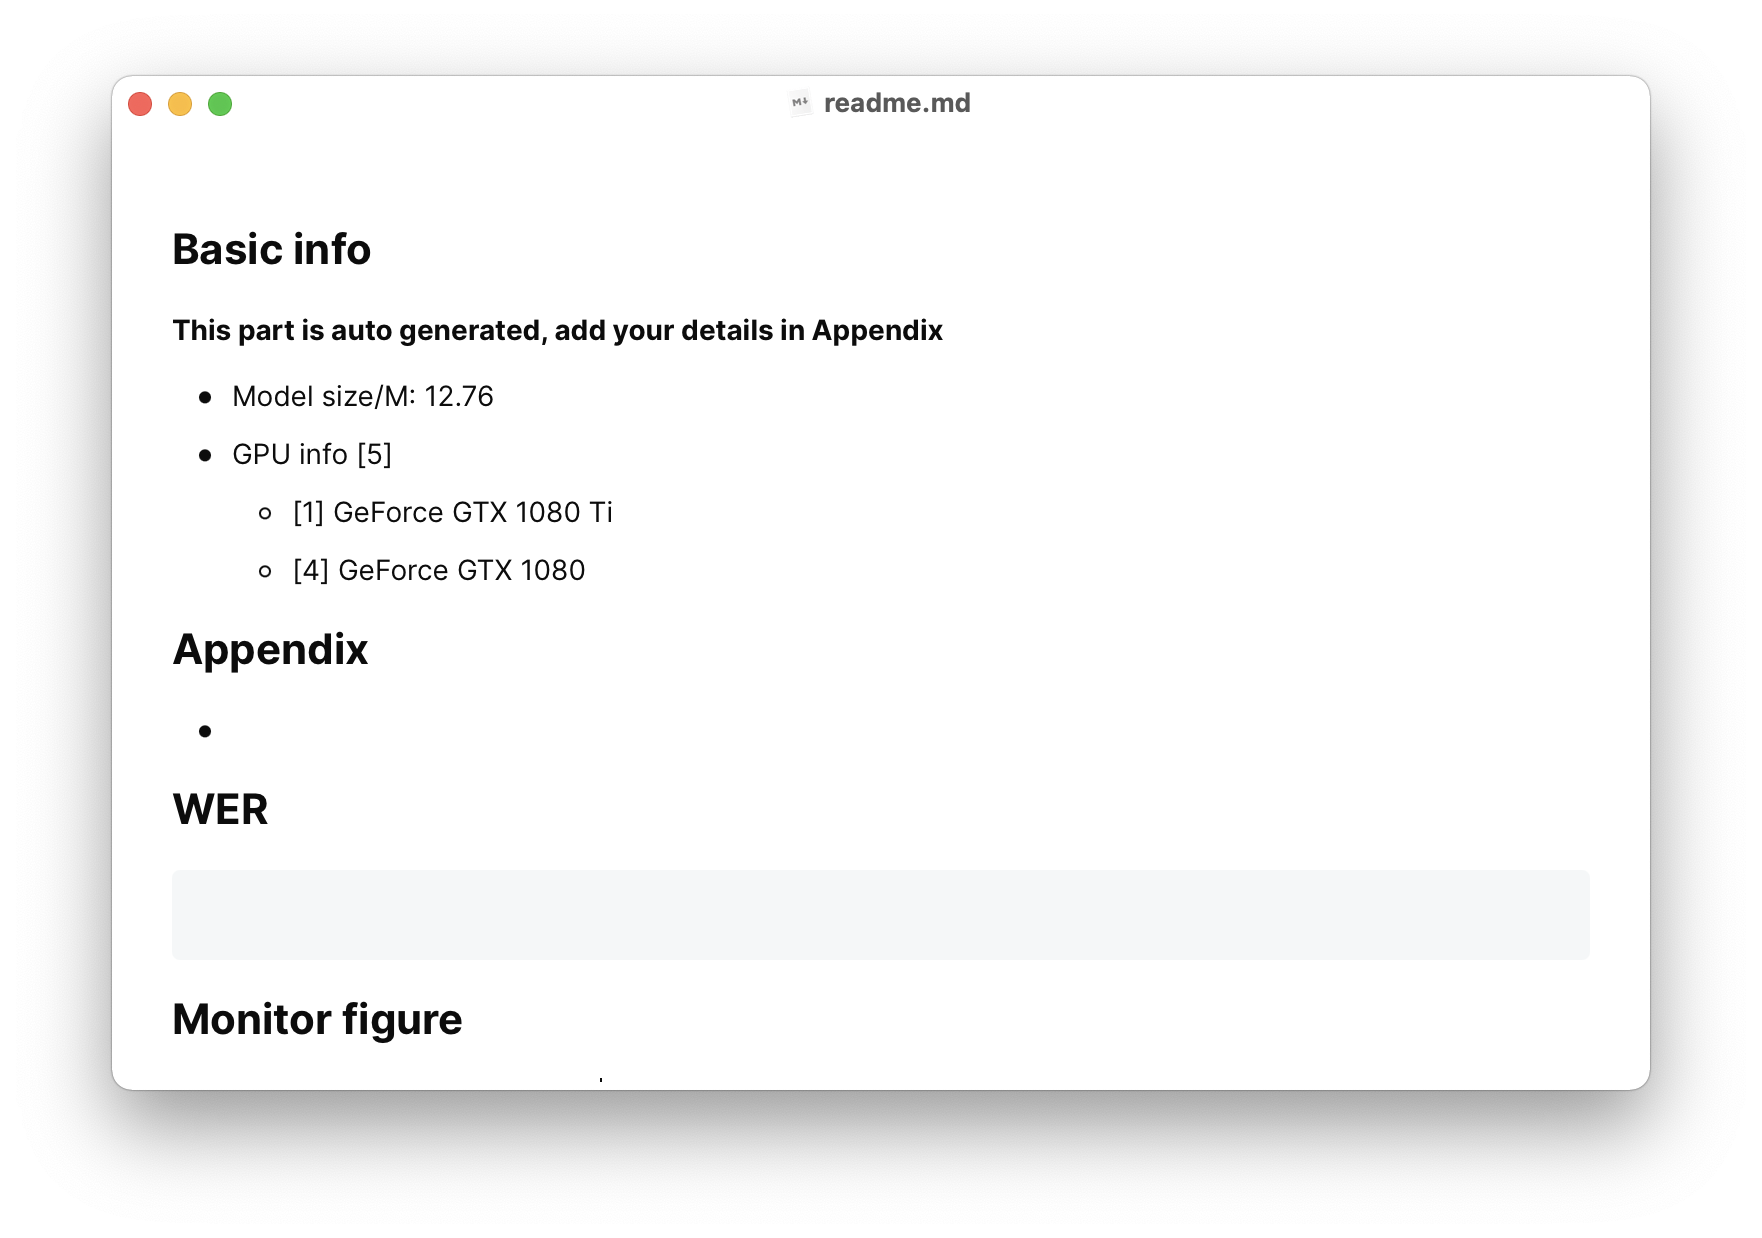 readme.md
Basic info
This part is auto generated, add your details in Appendix
Model size/M: 12.76
GPU info [5]
[1] GeForce GTX 1080 Ti
[4] GeForce GTX 1080
Appendix
WER
Monitor figure